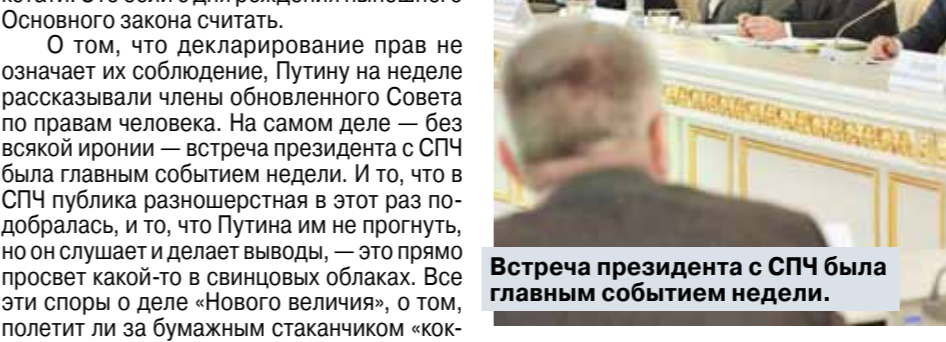 Основного закона считать.
О том, что декларирование прав не
означает их соблюдение, Путину на неделе
рассказывали члены обновленного Совета
по правам человека. На самом деле — без
всякой иронии — встреча президента с СПЧ
была главным событием недели. И то, что в
СПЧ публика разношерстная в этот раз по-
добралась, и то, что Путина им не прогнуть,
но он слушает и делает выводы, — это прямо
просвет какой-то в свинцовых облаках. Все
эти споры о деле «Нового величия», о том,
полетит ли за бумажным стаканчиком «кок-
Встреча президента с СПЧ была
главным событием недели.